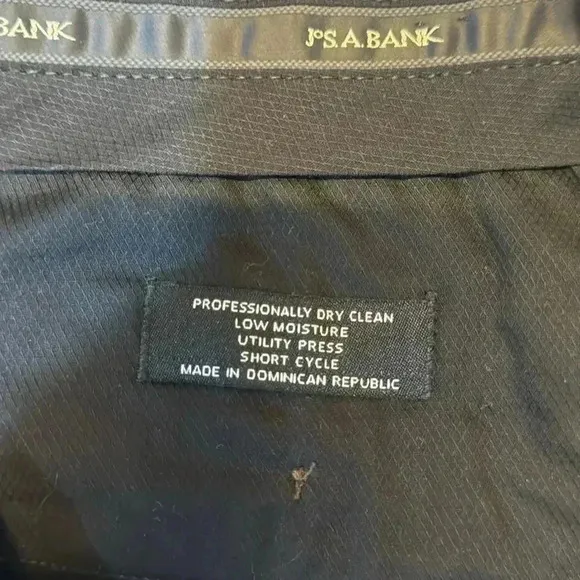 BANK JoS.A.BANK
PROFESSIONALLY DRY CLEAN
LOW MOISTURE
UTILITY PRESS
SHORT CYCLE
MADE IN DOMINICAN REPUBLIC